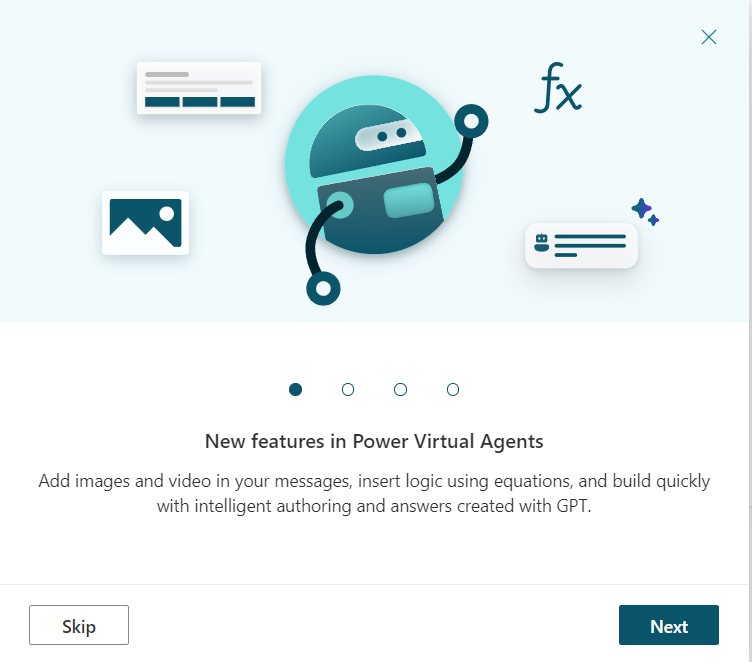 fx
New features in Power Virtual Agents
Add images and video in your messages, insert logic using equations, and build quickly
with intelligent authoring and answers created with GPT.
Skip
Next